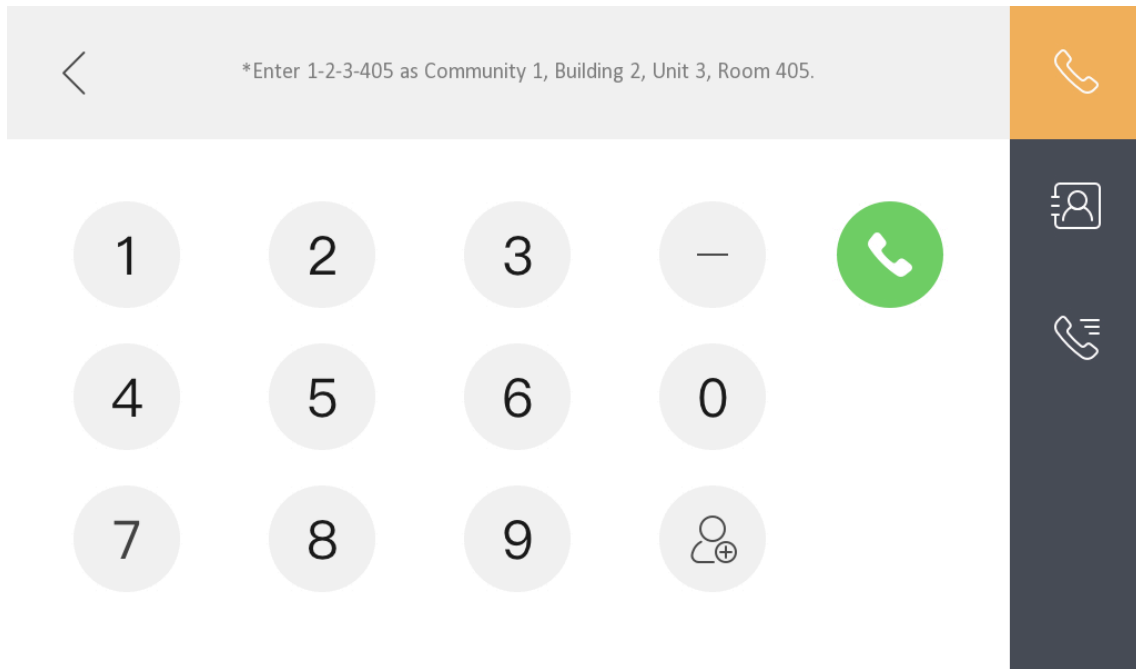 *Enter 1-2-3-405 as Community 1, Building 2, Unit 3, Room 405.
1 2 3 —
4 5 6 0
7 8 9